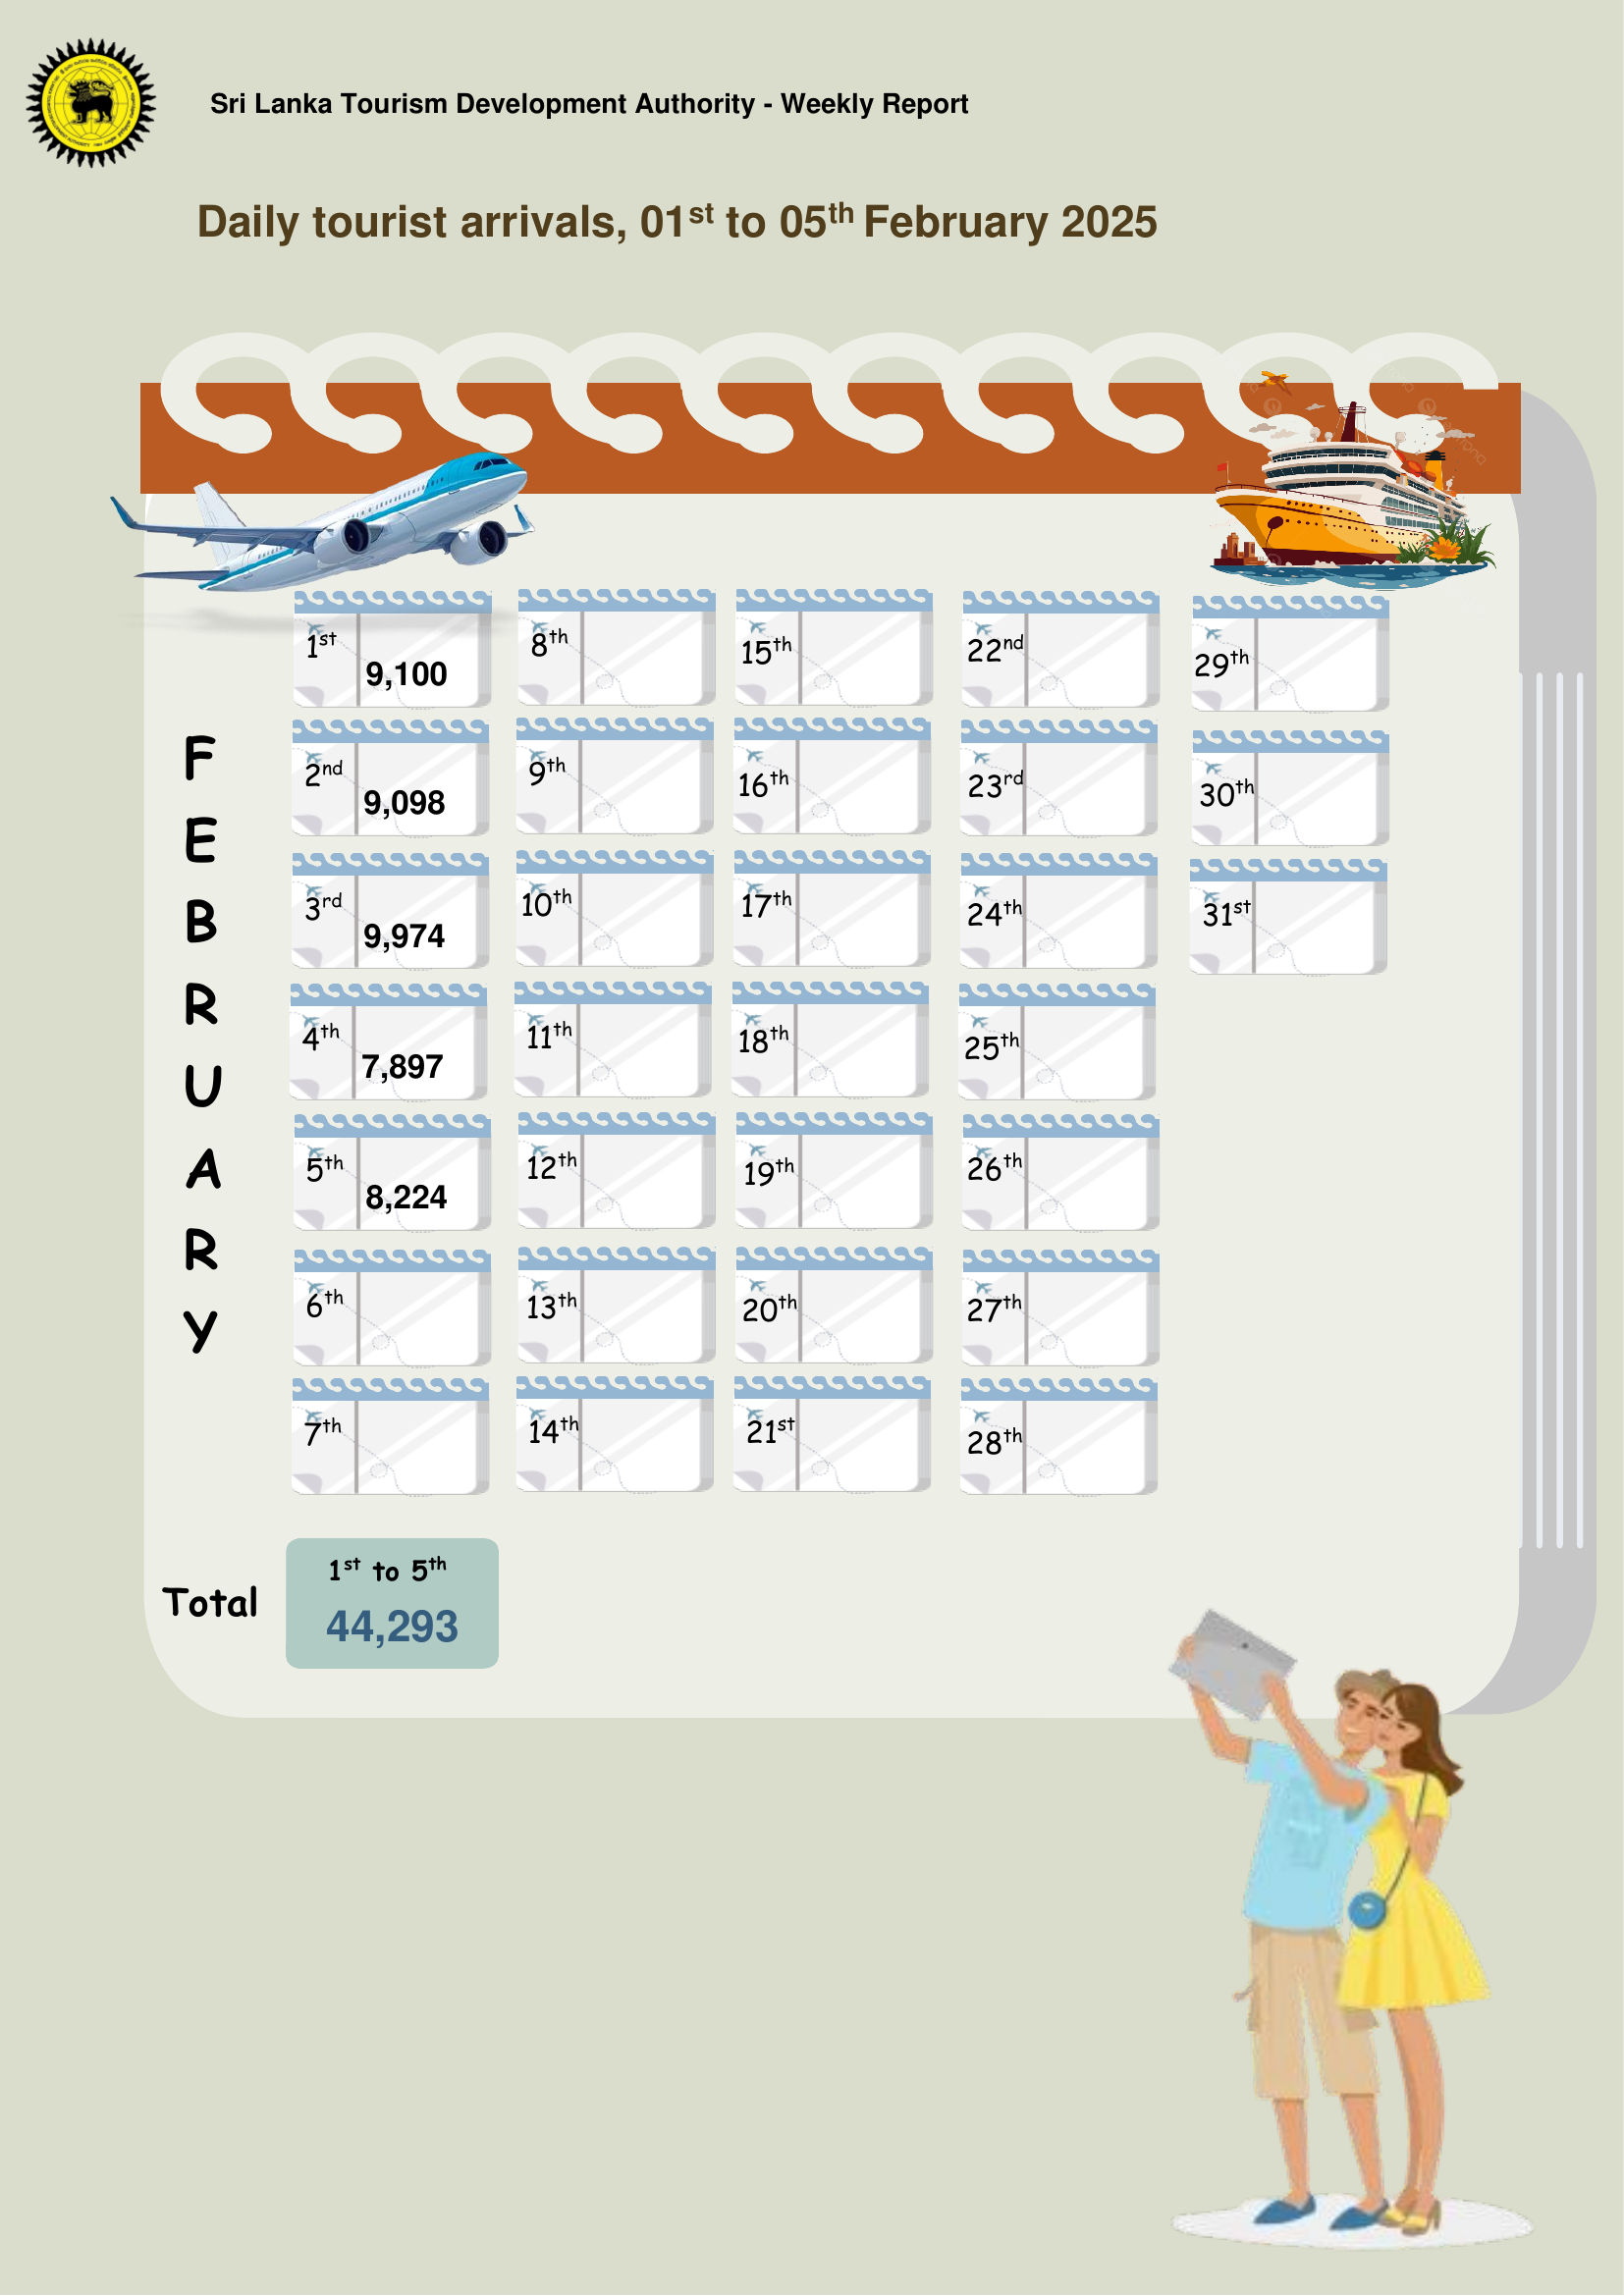 Sri Lanka Tourism Development Authority - Weekly Report
Daily tourist arrivals, 01st to 05th February 2025
FEBRUARY
1st 9,100
2nd 9,098
3rd 9,974
4th 7,897
5th 8,224
6th
7th
8th
9th
10th
11th
12th
13th
14th
15th
16th
17th
18th
19th
20th
21st
22nd
23rd
24th
25th
26th
27th
28th
29th
30th
31st
Total
1st to 5th
44,293